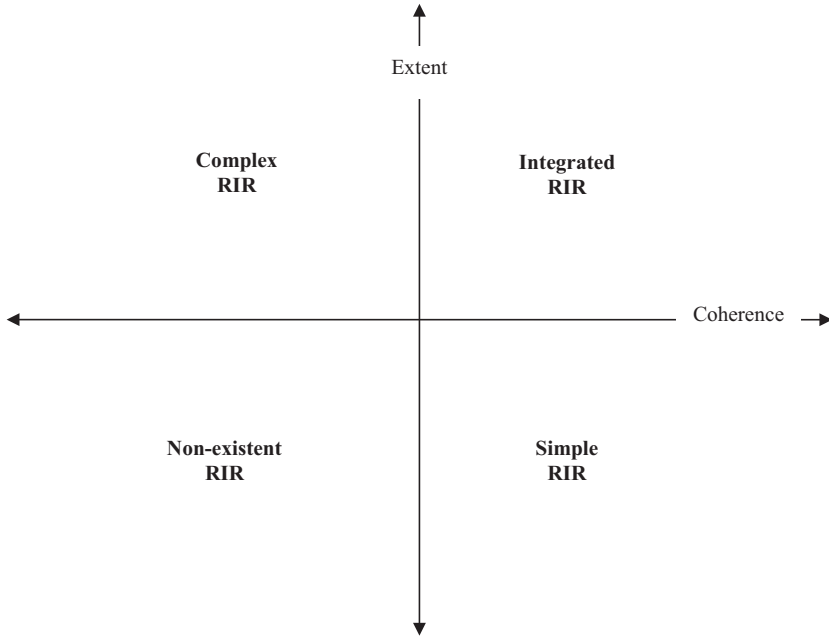 Extent
Complex
RIR
Integrated
RIR
Coherence
Non-existent
RIR
Simple
RIR